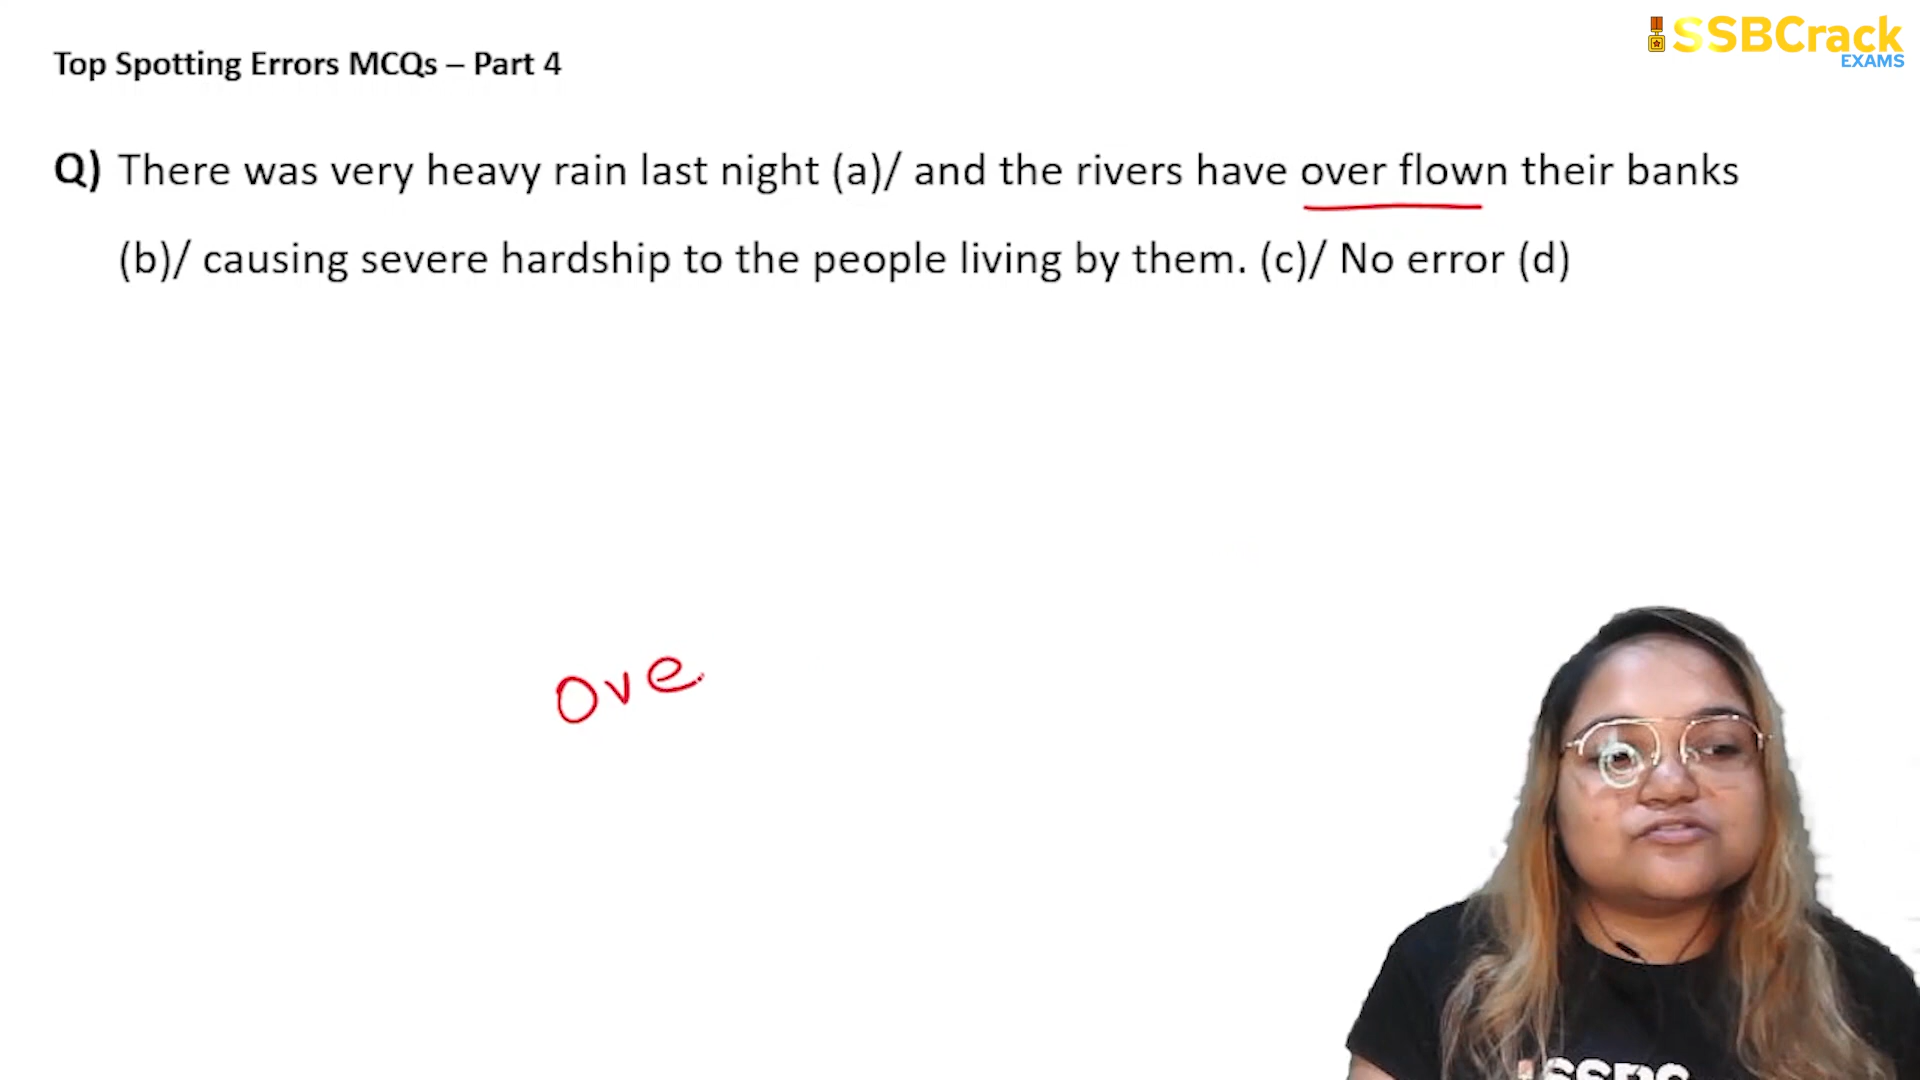 SSBCrack
EXAMS
Top Spotting Errors MCQs – Part 4
Q) There was very heavy rain last night (a)/ and the rivers have over flown their banks
(b)/ causing severe hardship to the people living by them. (c)/ No error (d)
Ove